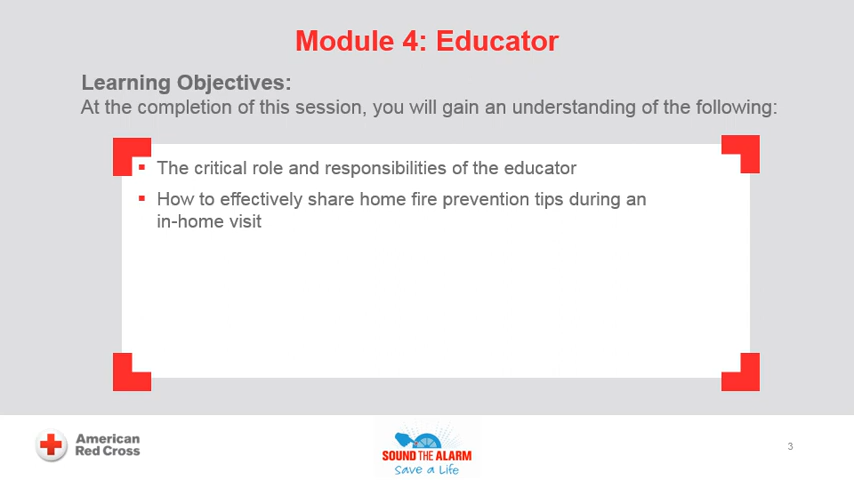 Module 4: Educator
Learning Objectives:
At the completion of this session, you will gain an understanding of the following:
▪ The critical role and responsibilities of the educator
▪ How to effectively share home fire prevention tips during an
in-home visit
American
Red Cross
SOUND THE ALARM
Save a Life
3